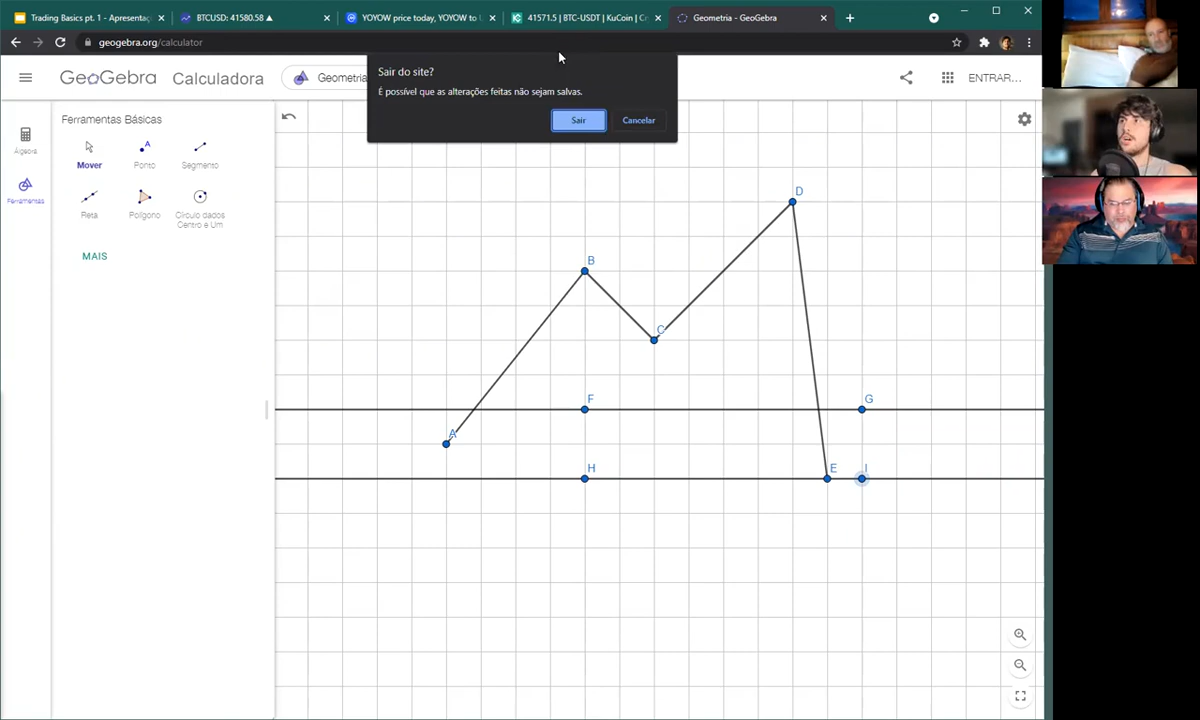 Trading Basics pt. 1 - Apresentaç
BTCUSD: 41580.58 ▲
YOYOW price today, YOYOW to U
41571.5 | BTC-USDT | KuCoin | Cr
Geometria - GeoGebra
geogebra.org/calculator
Sair do site?
É possível que as alterações feitas não sejam salvas.
Sair
Cancelar
GeoGebra
Calculadora
Geometria
ENTRAR...
Álgebra
Ferramentas
Ferramentas Básicas
Mover
A
Ponto
Segmento
Reta
Polígono
Círculo dados
Centro e Um
MAIS
D
B
C
F
G
A
H
E
I